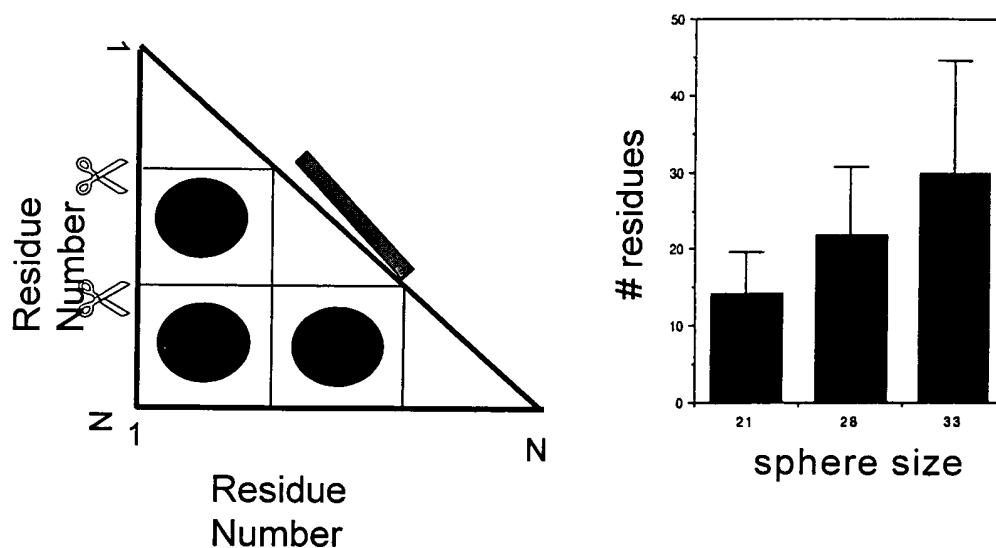 1
Residue
Number
N
1
N
Residue
Number
50
40
30
20
10
0
# residues
21
28
33
sphere size